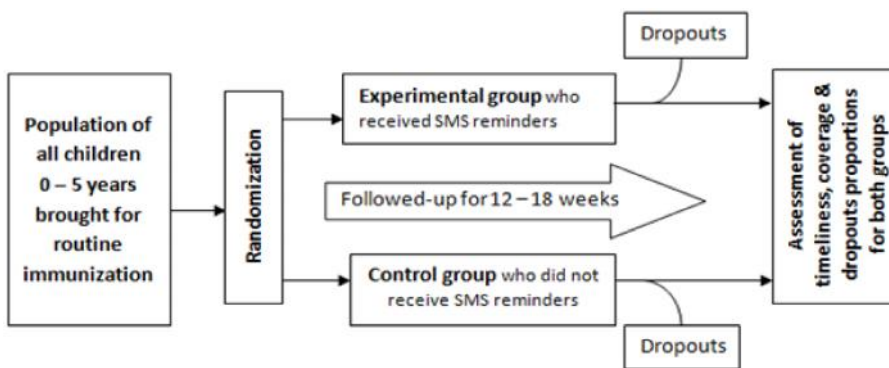 Population of
all children
0 – 5 years
brought for
routine
immunization
Randomization
Experimental group who
received SMS reminders
Dropouts
Followed-up for 12 – 18 weeks
Control group who did not
receive SMS reminders
Dropouts
Assessment of
timeliness, coverage &
dropouts proportions
for both groups